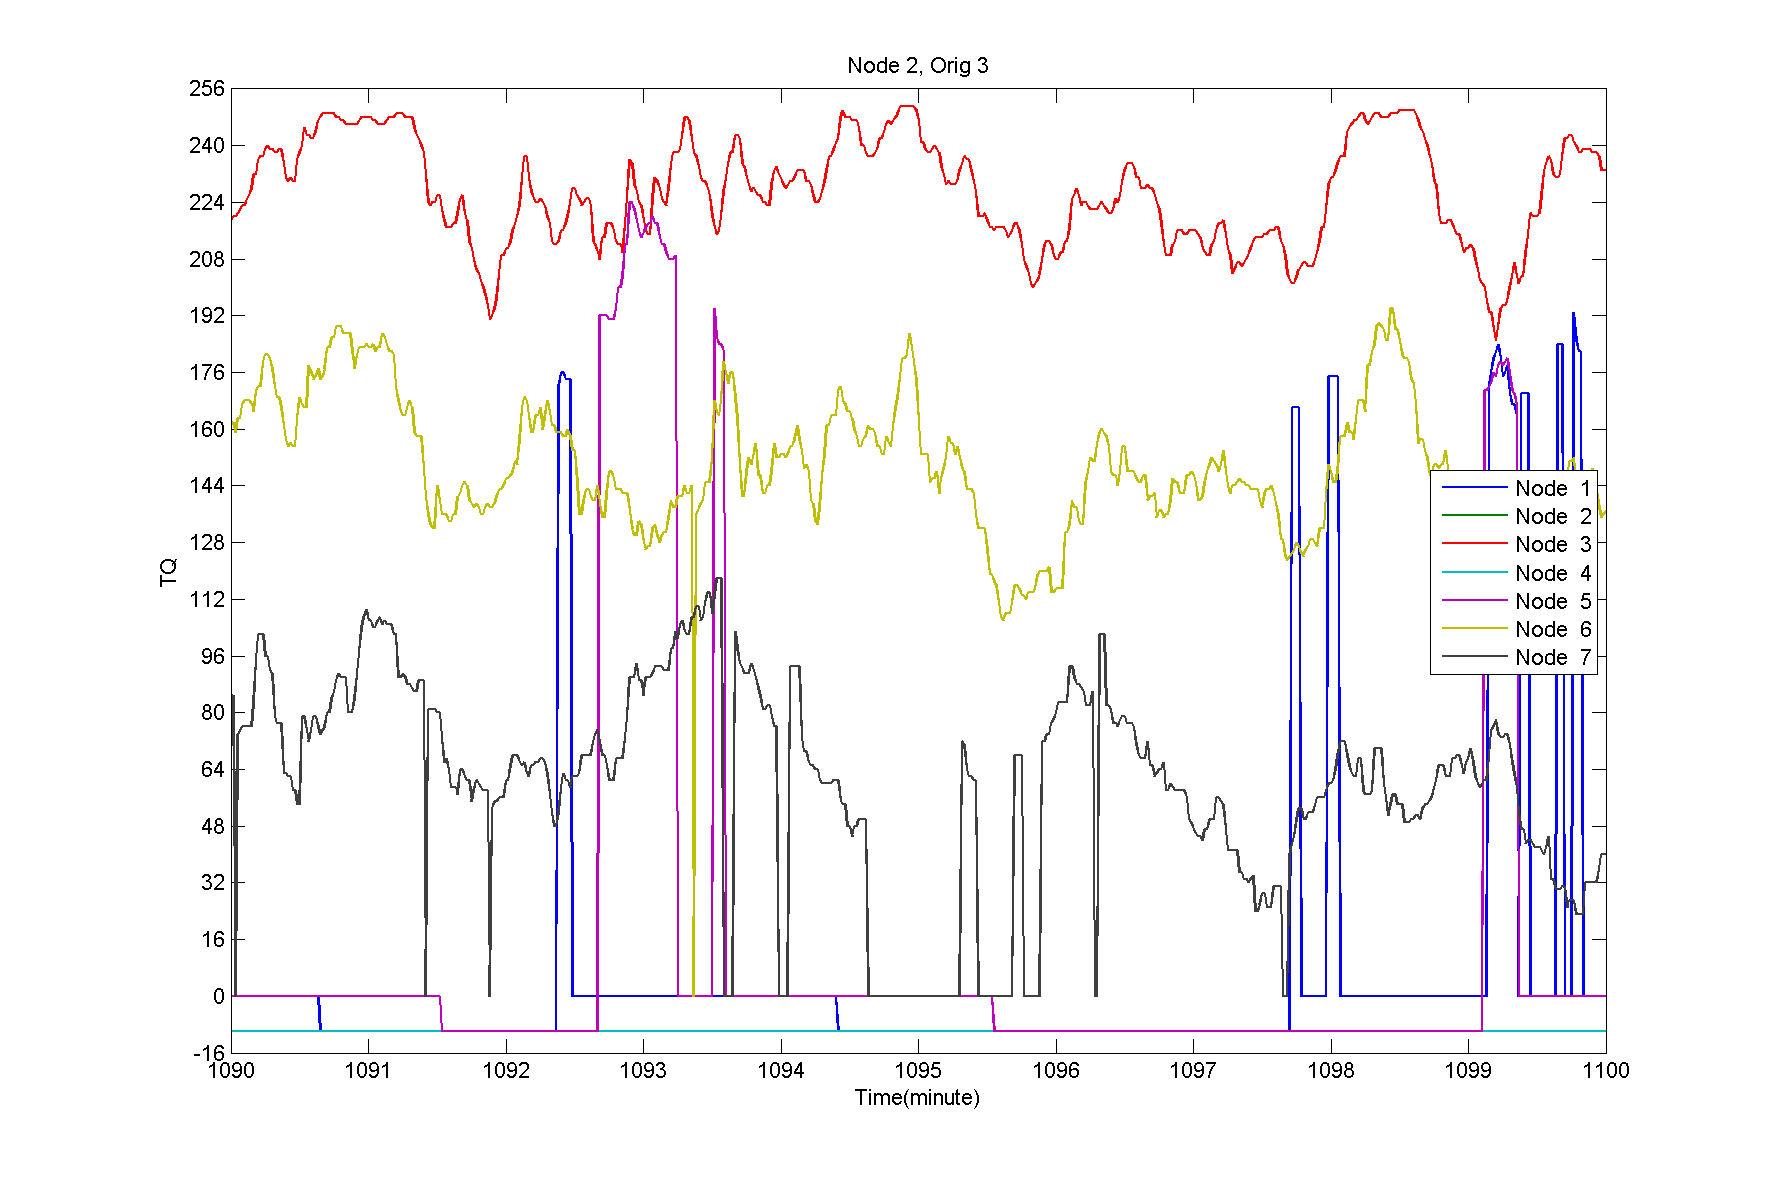 Node 2, Orig 3
256
240
224
208
192
176
160
144
128
112
96
80
64
48
32
16
0
-16
TQ
Node 1
Node 2
Node 3
Node 4
Node 5
Node 6
Node 7
1090 1091 1092 1093 1094 1095 1096 1097 1098 1099 1100
Time(minute)